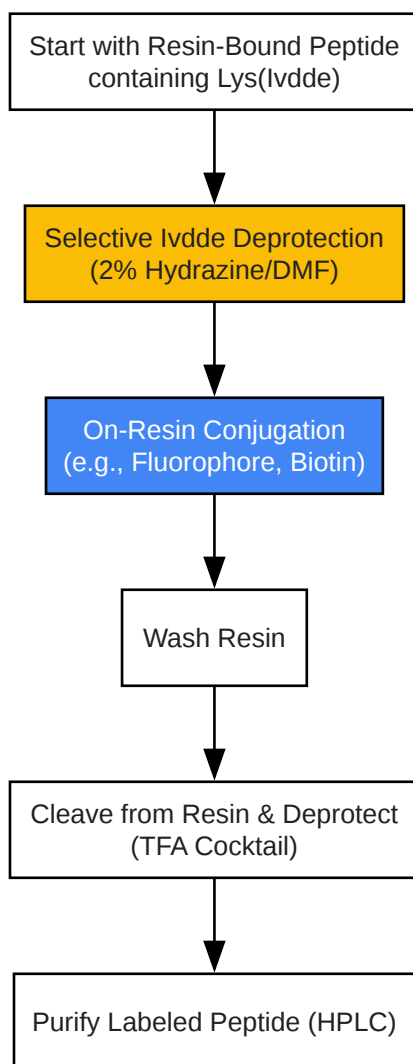 Start with Resin-Bound Peptide
containing Lys(Ivdde)
Selective Ivdde Deprotection
(2% Hydrazine/DMF)
On-Resin Conjugation
(e.g., Fluorophore, Biotin)
Wash Resin
Cleave from Resin & Deprotect
(TFA Cocktail)
Purify Labeled Peptide (HPLC)